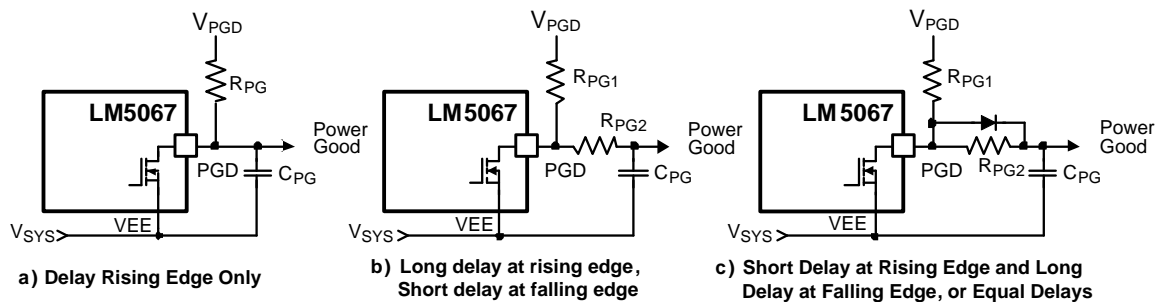 VPGD
RPG
LM5067
Power
Good
PGD
CPG
VEE
VSYS
a) Delay Rising Edge Only
VPGD
RPG1
LM5067
RPG2
Power
Good
PGD
CPG
VEE
VSYS
b) Long delay at rising edge,
Short delay at falling edge
VPGD
RPG1
LM5067
Power
Good
PGD
RPG2
CPG
VEE
VSYS
c) Short Delay at Rising Edge and Long
Delay at Falling Edge, or Equal Delays